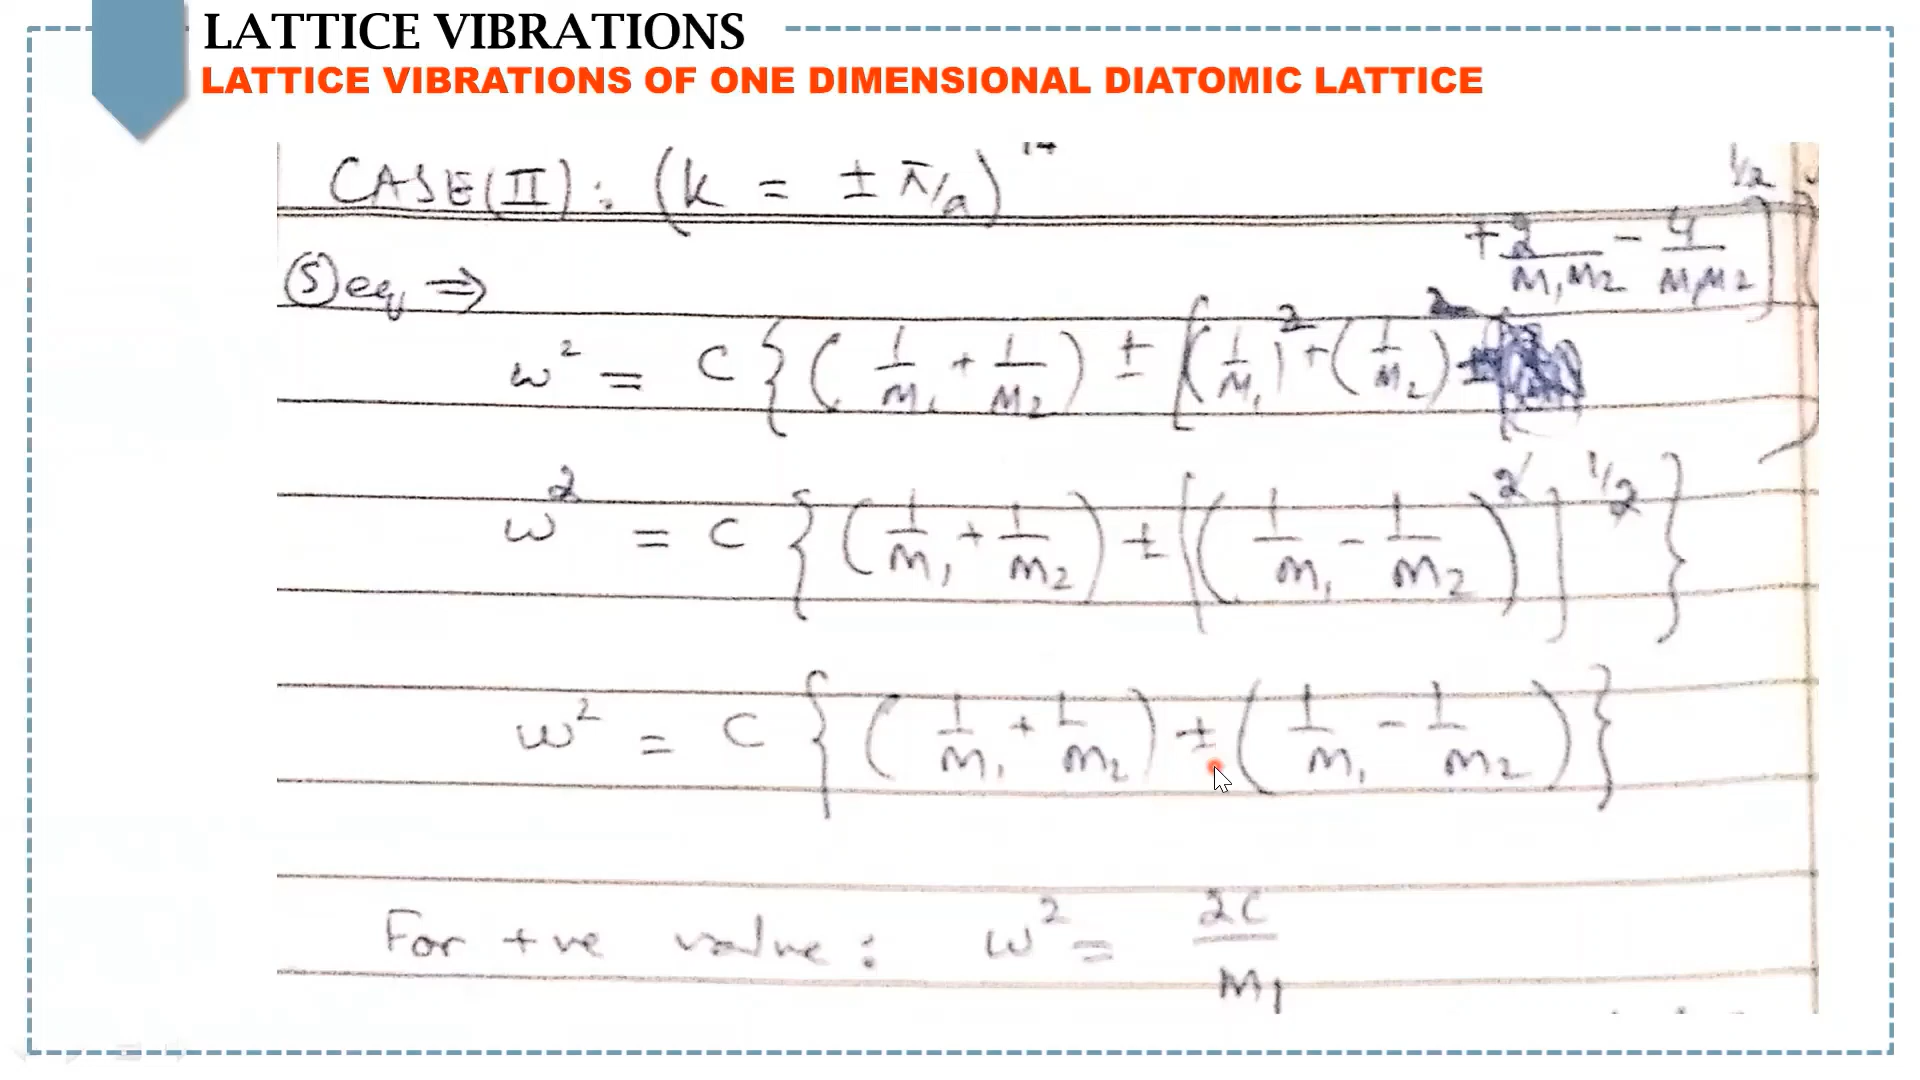 LATTICE VIBRATIONS
LATTICE VIBRATIONS OF ONE DIMENSIONAL DIATOMIC LATTICE
CASE(II): (k = ± π/a)
(5) eq ⇒
ω² = C { ( 1/m₁ + 1/m₂ ) ± [ (1/m₁)² + (1/m₂)² + 2/m₁m₂ − 4/m₁m₂ ]^1/2 }
ω² = C { ( 1/m₁ + 1/m₂ ) ± [ ( 1/m₁ − 1/m₂ )² ]^1/2 }
ω² = C { ( 1/m₁ + 1/m₂ ) ± ( 1/m₁ − 1/m₂ ) }
For +ve value : ω² = 2C/m₁